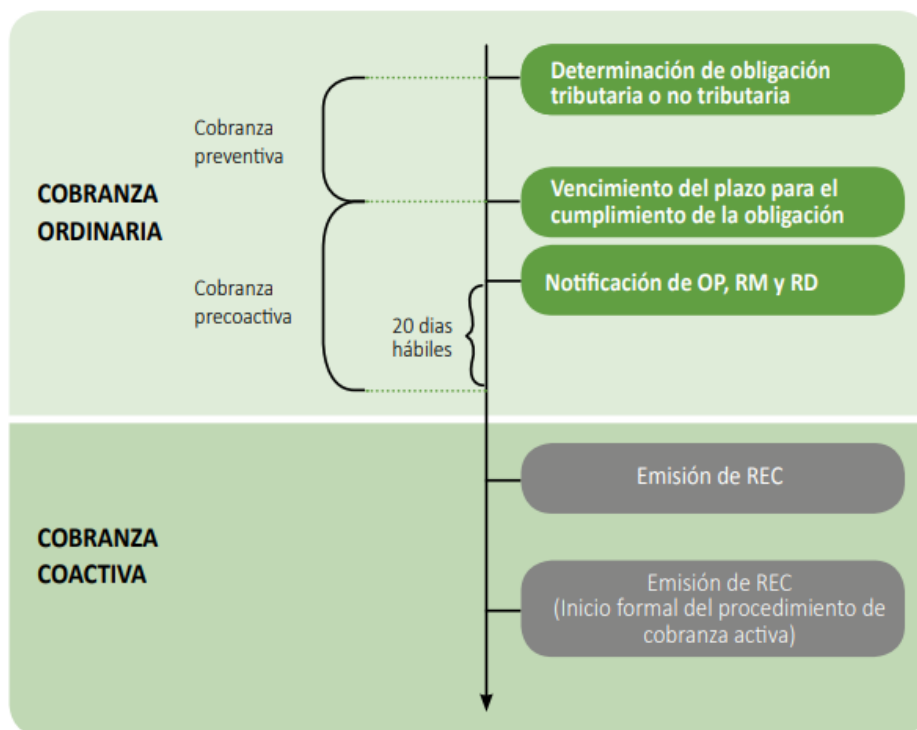 Determinación de obligación
tributaria o no tributaria
Cobranza
preventiva
COBRANZA
ORDINARIA
Vencimiento del plazo para el
cumplimiento de la obligación
Notificación de OP, RM y RD
Cobranza
precoactiva
20 dias
hábiles
Emisión de REC
COBRANZA
COACTIVA
Emisión de REC
(Inicio formal del procedimiento de
cobranza activa)